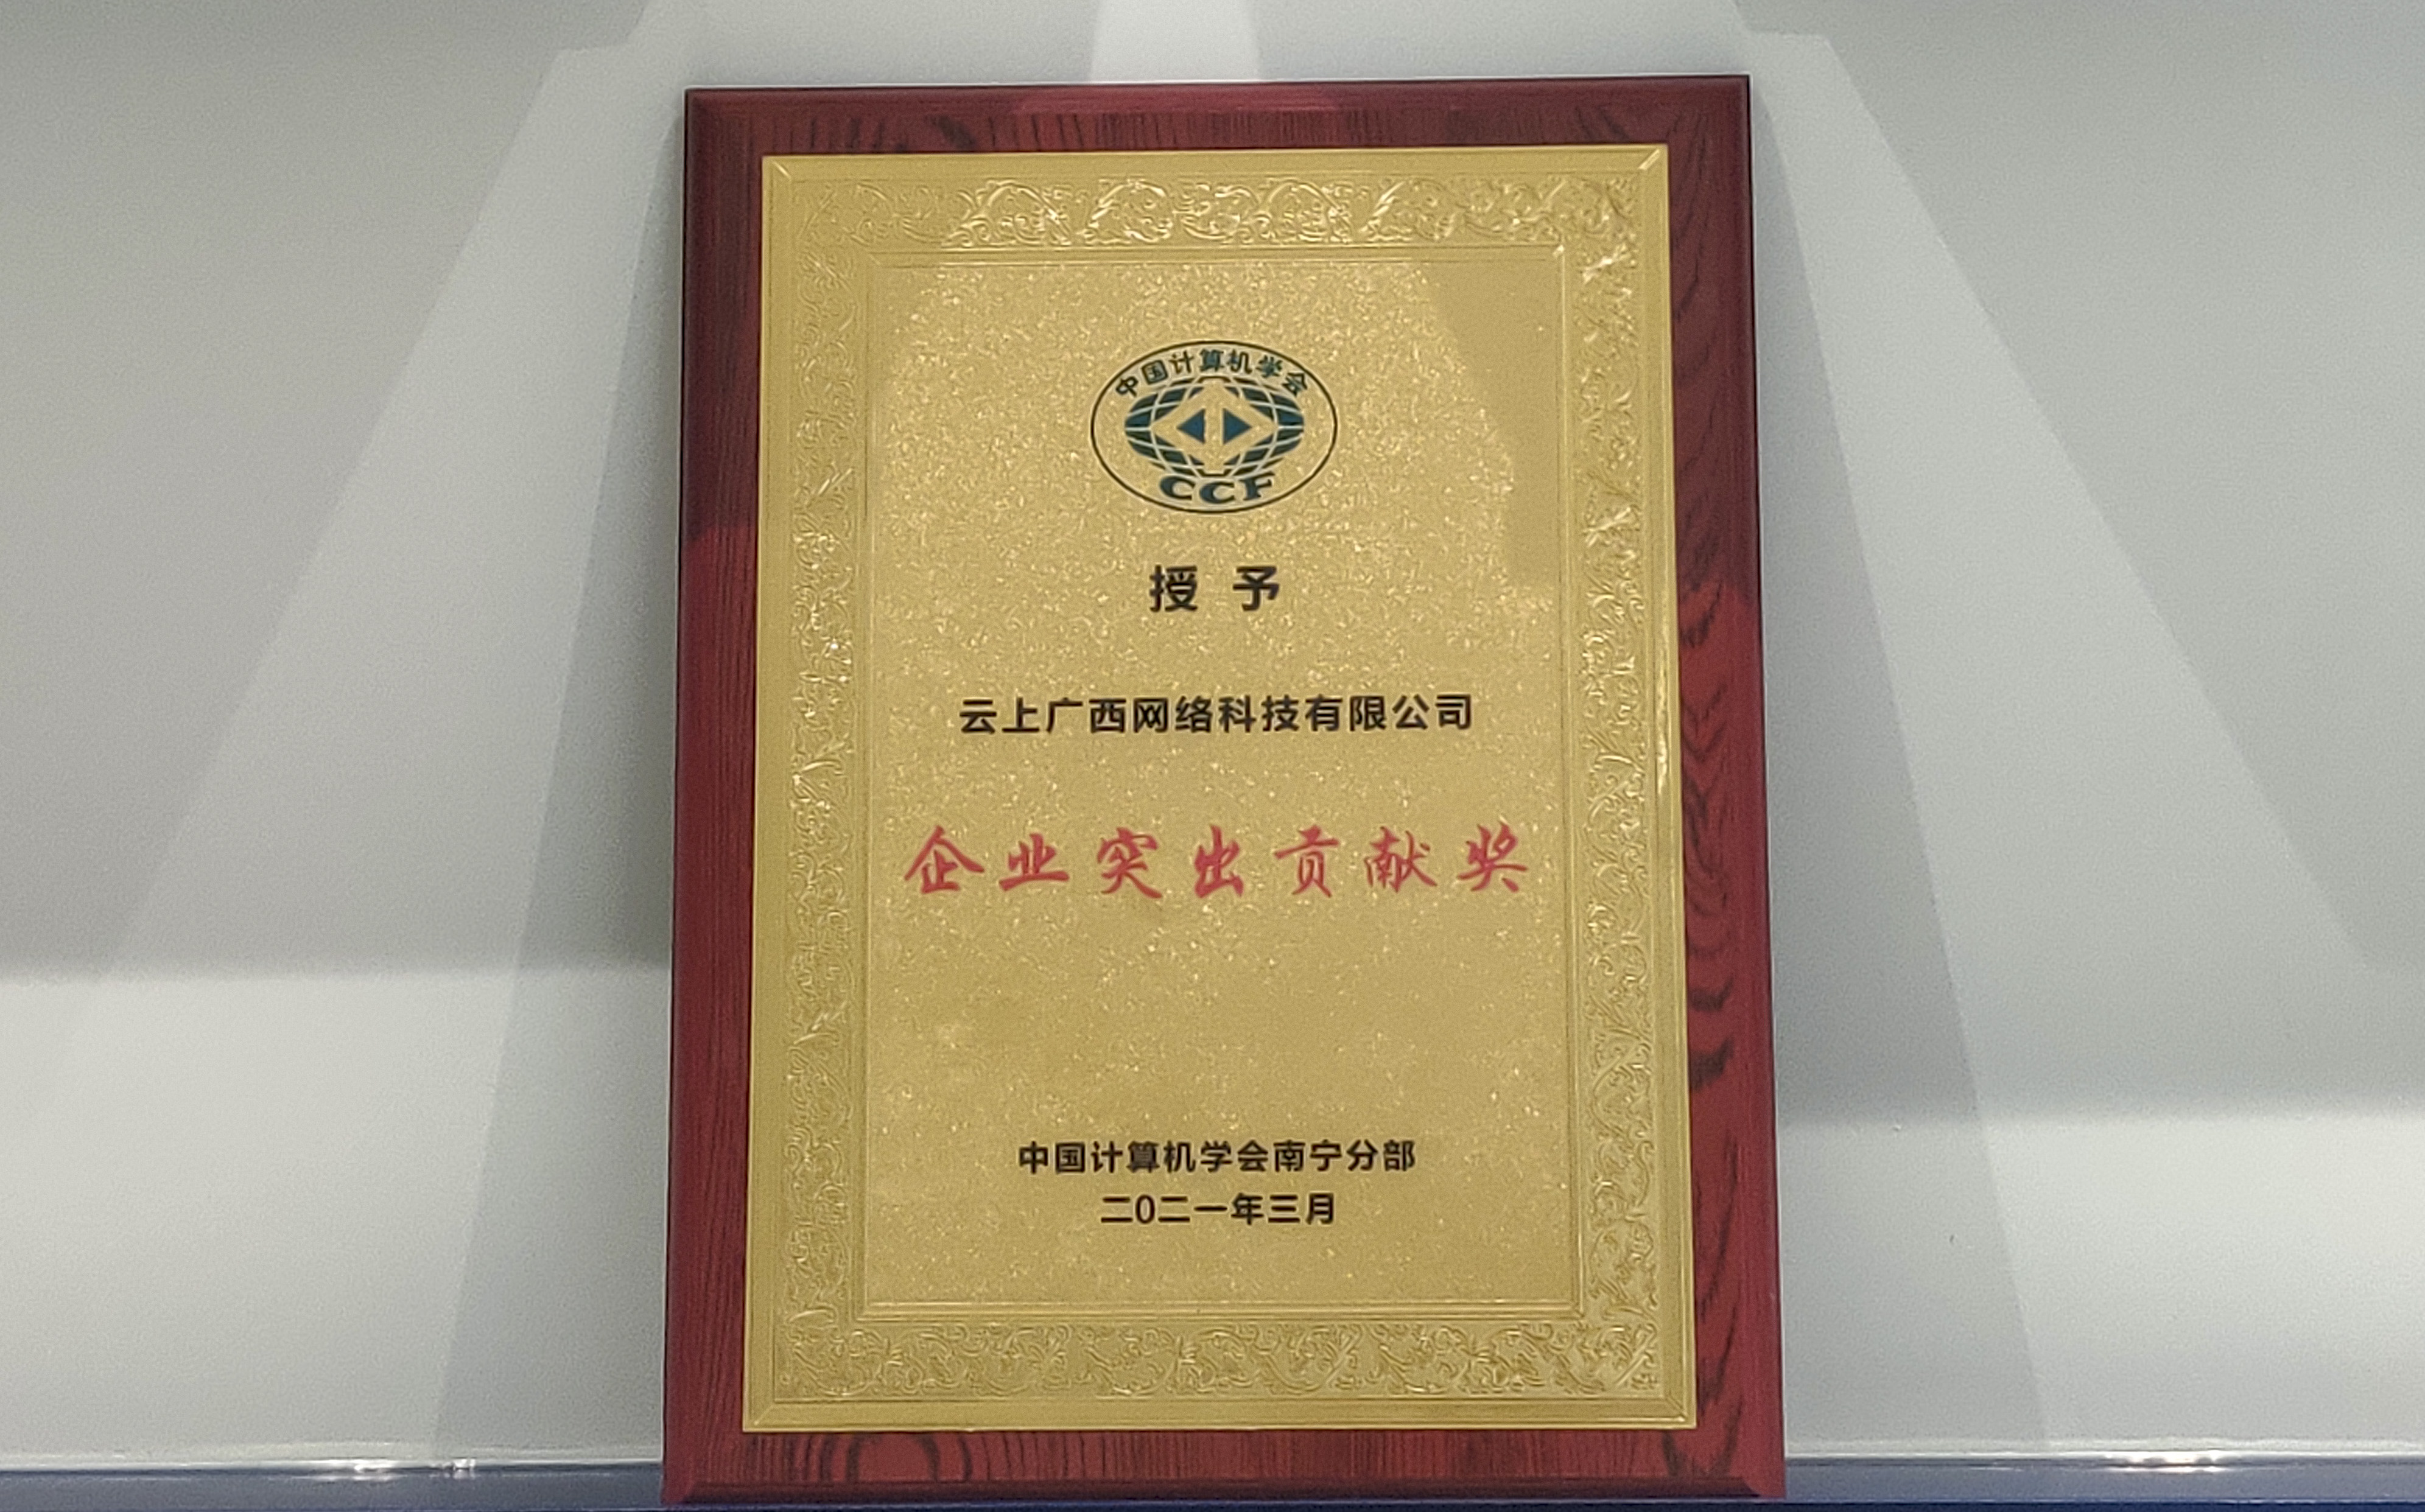 中国计算机学会
CCF
授予
云上广西网络科技有限公司
企业突出贡献奖
中国计算机学会南宁分部
二0二一年三月